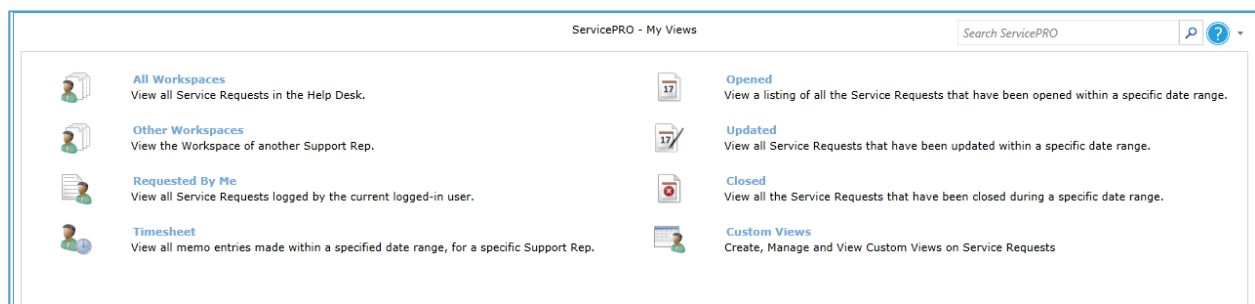 ServicePRO - My Views
Search ServicePRO
?
All Workspaces
View all Service Requests in the Help Desk.
Other Workspaces
View the Workspace of another Support Rep.
Requested By Me
View all Service Requests logged by the current logged-in user.
Timesheet
View all memo entries made within a specified date range, for a specific Support Rep.
17
Opened
View a listing of all the Service Requests that have been opened within a specific date range.
17
Updated
View all Service Requests that have been updated within a specific date range.
Closed
View all the Service Requests that have been closed during a specific date range.
Custom Views
Create, Manage and View Custom Views on Service Requests